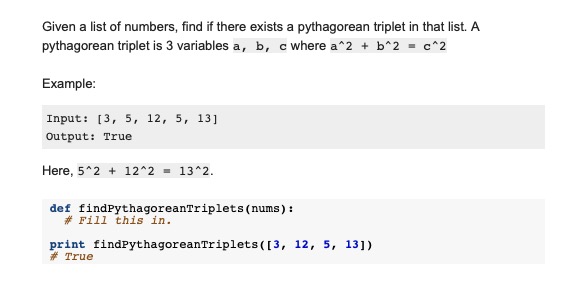 Given a list of numbers, find if there exists a pythagorean triplet in that list. A
pythagorean triplet is 3 variables a, b, c where a^2 + b^2 = c^2
Example:
Input: [3, 5, 12, 5, 13]
Output: True
Here, 5^2 + 12^2 = 13^2.
def findPythagoreanTriplets(nums):
  # Fill this in.
print findPythagoreanTriplets([3, 12, 5, 13])
# True